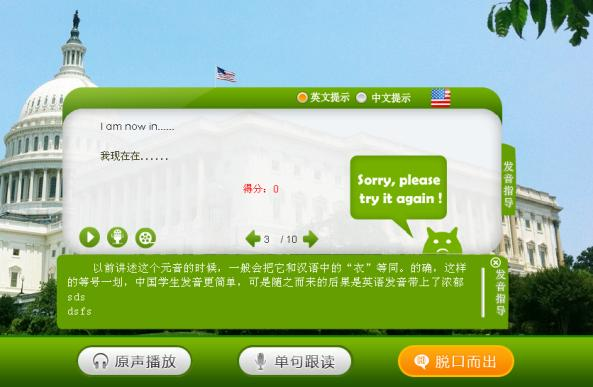 英文提示 中文提示
I am now in......
我现在在......
得分：0
Sorry, please
try it again !
发音指导
3 / 10
以前讲述这个元音的时候，一般会把它和汉语中的“衣”等同。的确，这样
的等号一划，中国学生发音更简单，可是随之而来的后果是英语发音带上了浓郁
sds
dsfs
发音指导
原声播放 单句跟读 脱口而出